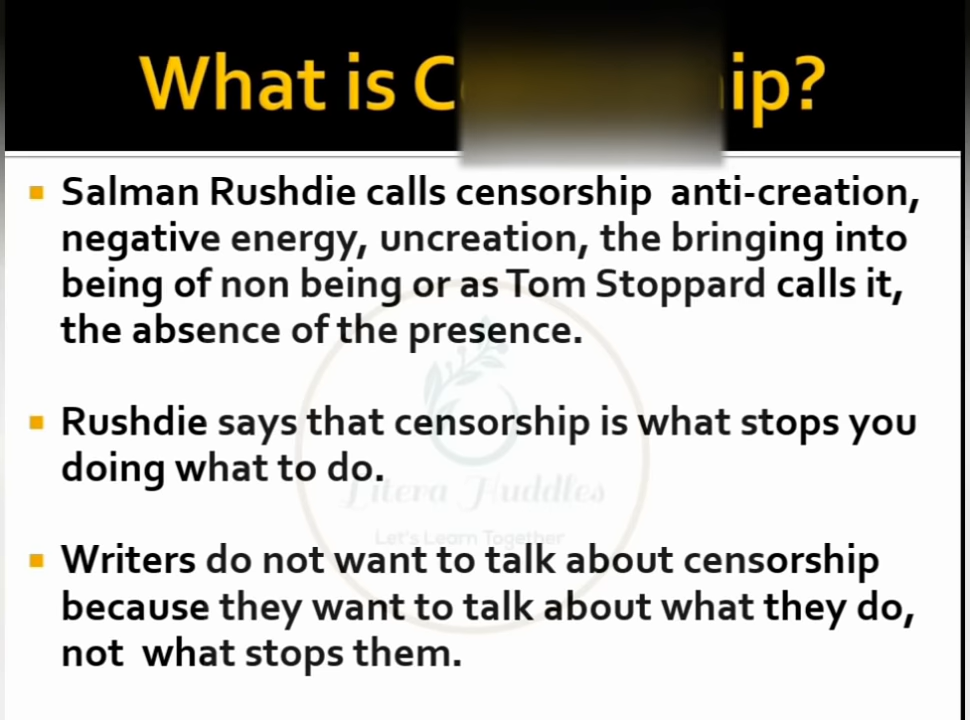 What is C ip?
Salman Rushdie calls censorship anti-creation,
negative energy, uncreation, the bringing into
being of non being or as Tom Stoppard calls it,
the absence of the presence.
Rushdie says that censorship is what stops you
doing what to do.
Litera Huddles
Let's Learn Together
Writers do not want to talk about censorship
because they want to talk about what they do,
not what stops them.